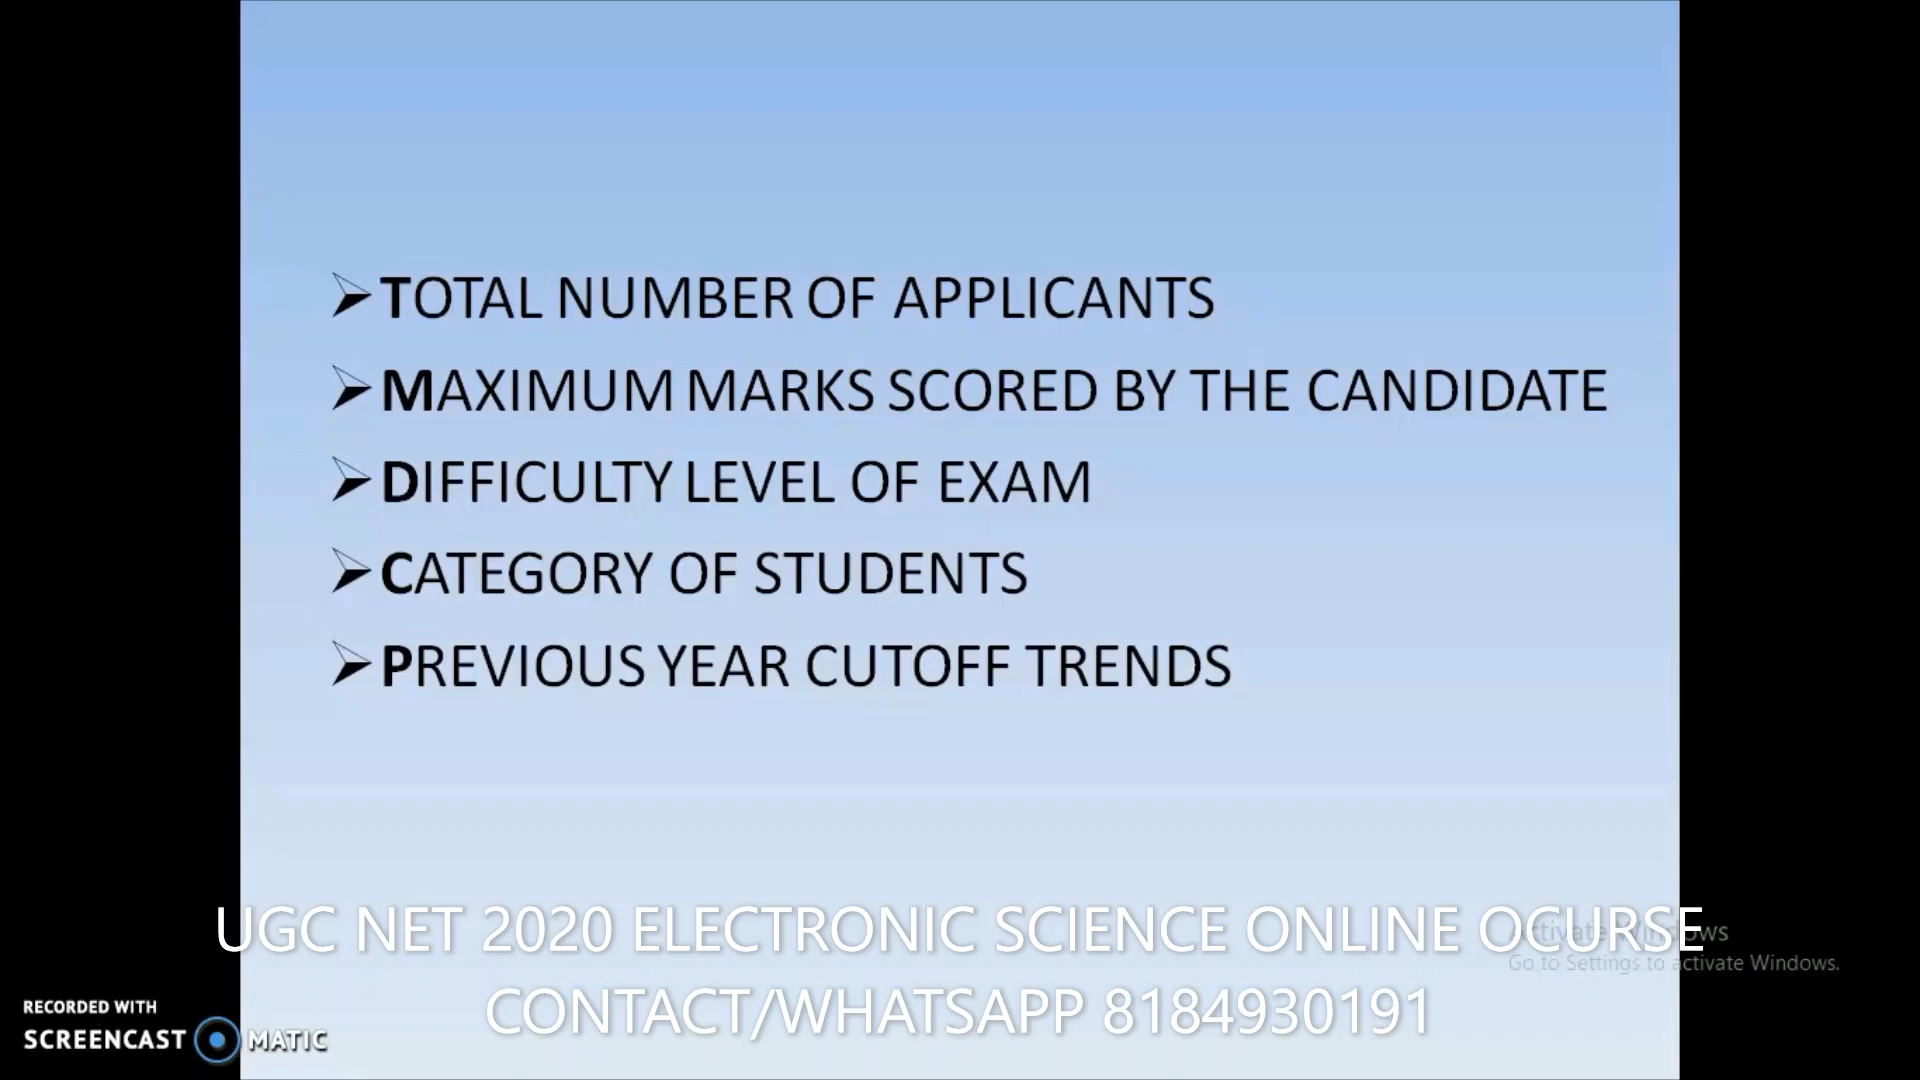 TOTAL NUMBER OF APPLICANTS
MAXIMUM MARKS SCORED BY THE CANDIDATE
DIFFICULTY LEVEL OF EXAM
CATEGORY OF STUDENTS
PREVIOUS YEAR CUTOFF TRENDS
UGC NET 2020 ELECTRONIC SCIENCE ONLINE OCURSE
Activate Windows
Go to Settings to activate Windows.
CONTACT/WHATSAPP 8184930191
RECORDED WITH
SCREENCAST MATIC